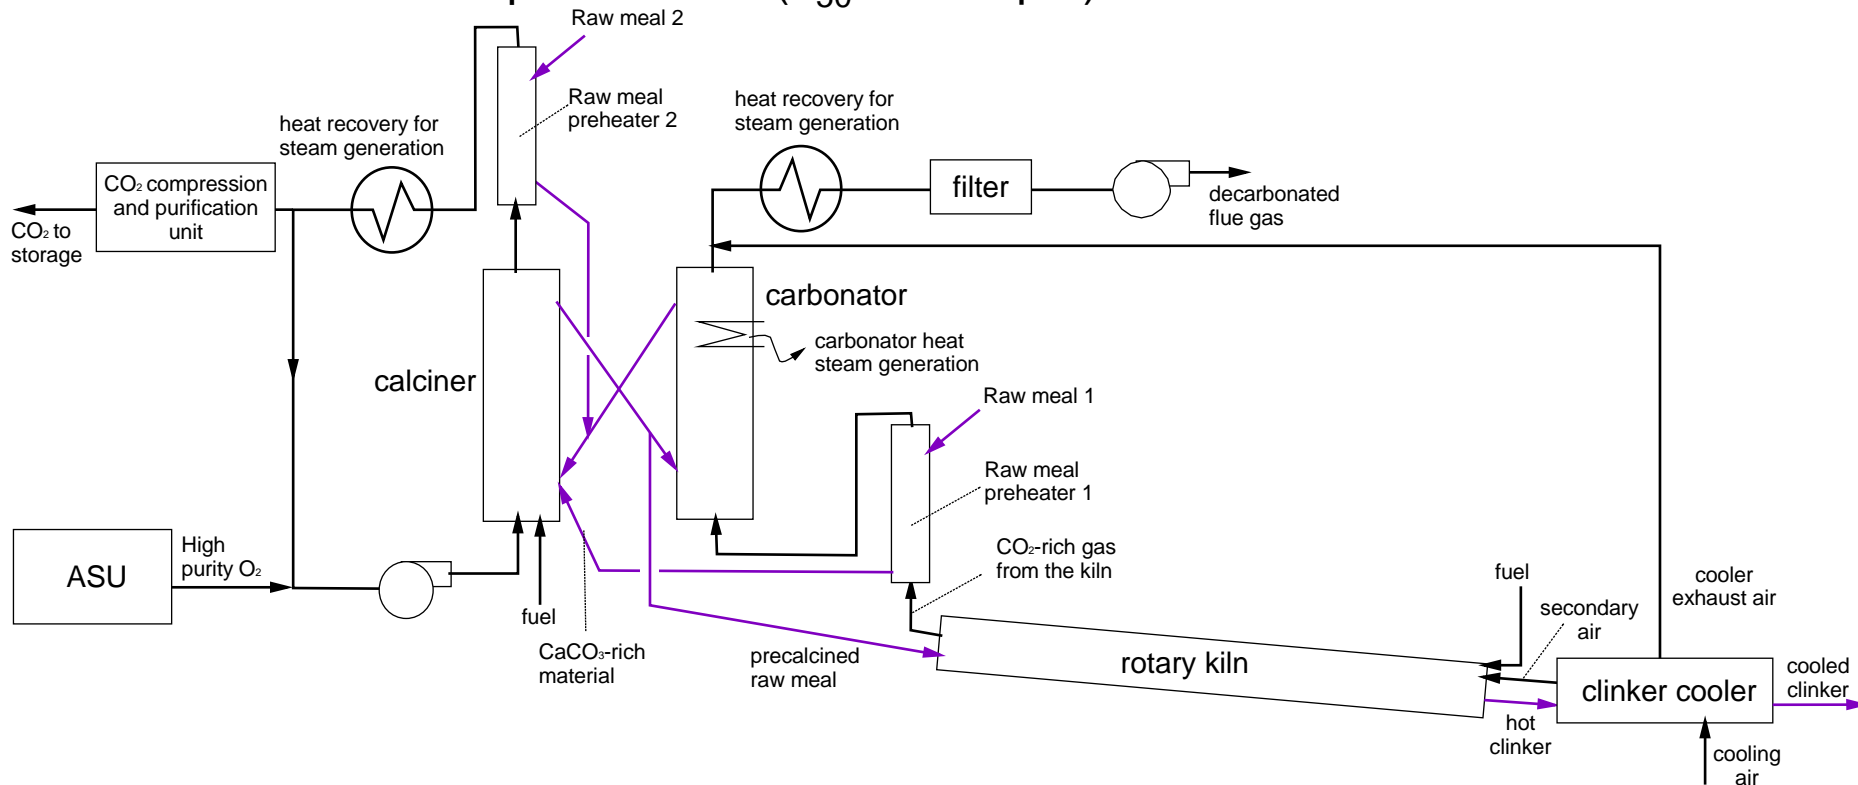 Raw meal 2
Raw meal
preheater 2
heat recovery for
steam generation
heat recovery for
steam generation
CO₂ compression
and purification
unit
filter
decarbonated
flue gas
CO₂ to
storage
carbonator
carbonator heat
steam generation
calciner
Raw meal 1
Raw meal
preheater 1
High
purity O₂
ASU
CO₂-rich gas
from the kiln
fuel
cooler
exhaust air
fuel
secondary
air
CaCO₃-rich
material
precalcined
raw meal
rotary kiln
clinker cooler
cooled
clinker
hot
clinker
cooling
air